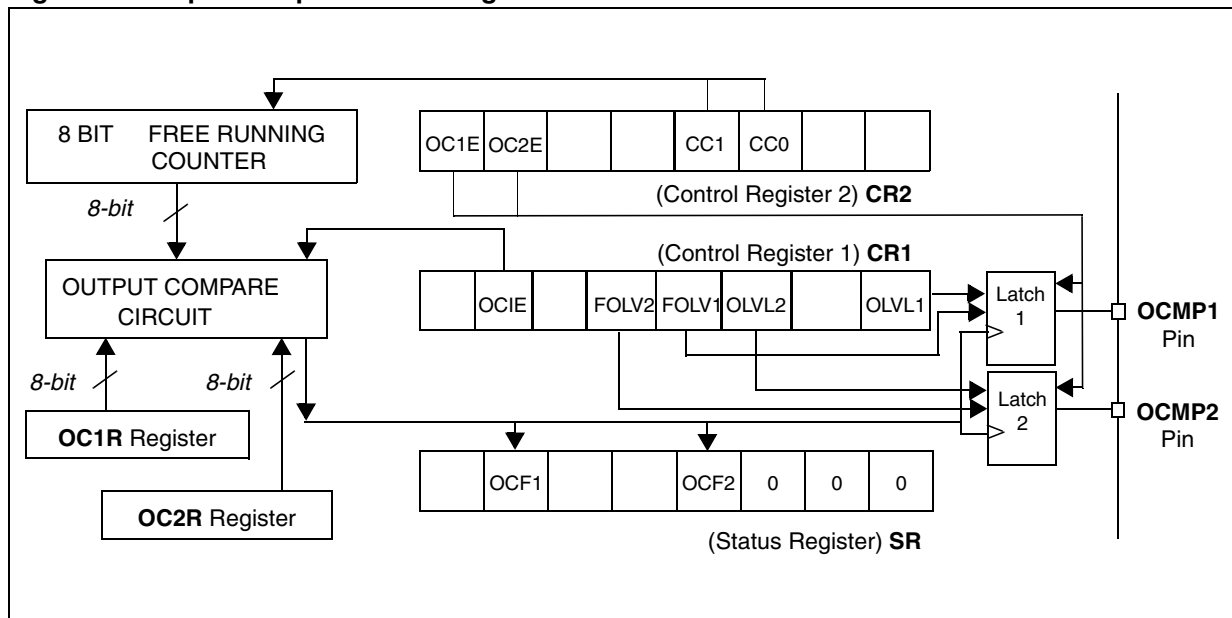 8 BIT FREE RUNNING
COUNTER
8-bit
OC1E OC2E CC1 CC0
(Control Register 2) CR2
(Control Register 1) CR1
OUTPUT COMPARE
CIRCUIT
OCIE FOLV2 FOLV1 OLVL2 OLVL1
Latch
1
OCMP1
Pin
8-bit 8-bit
Latch
2
OCMP2
Pin
OC1R Register
OCF1 OCF2 0 0 0
OC2R Register
(Status Register) SR